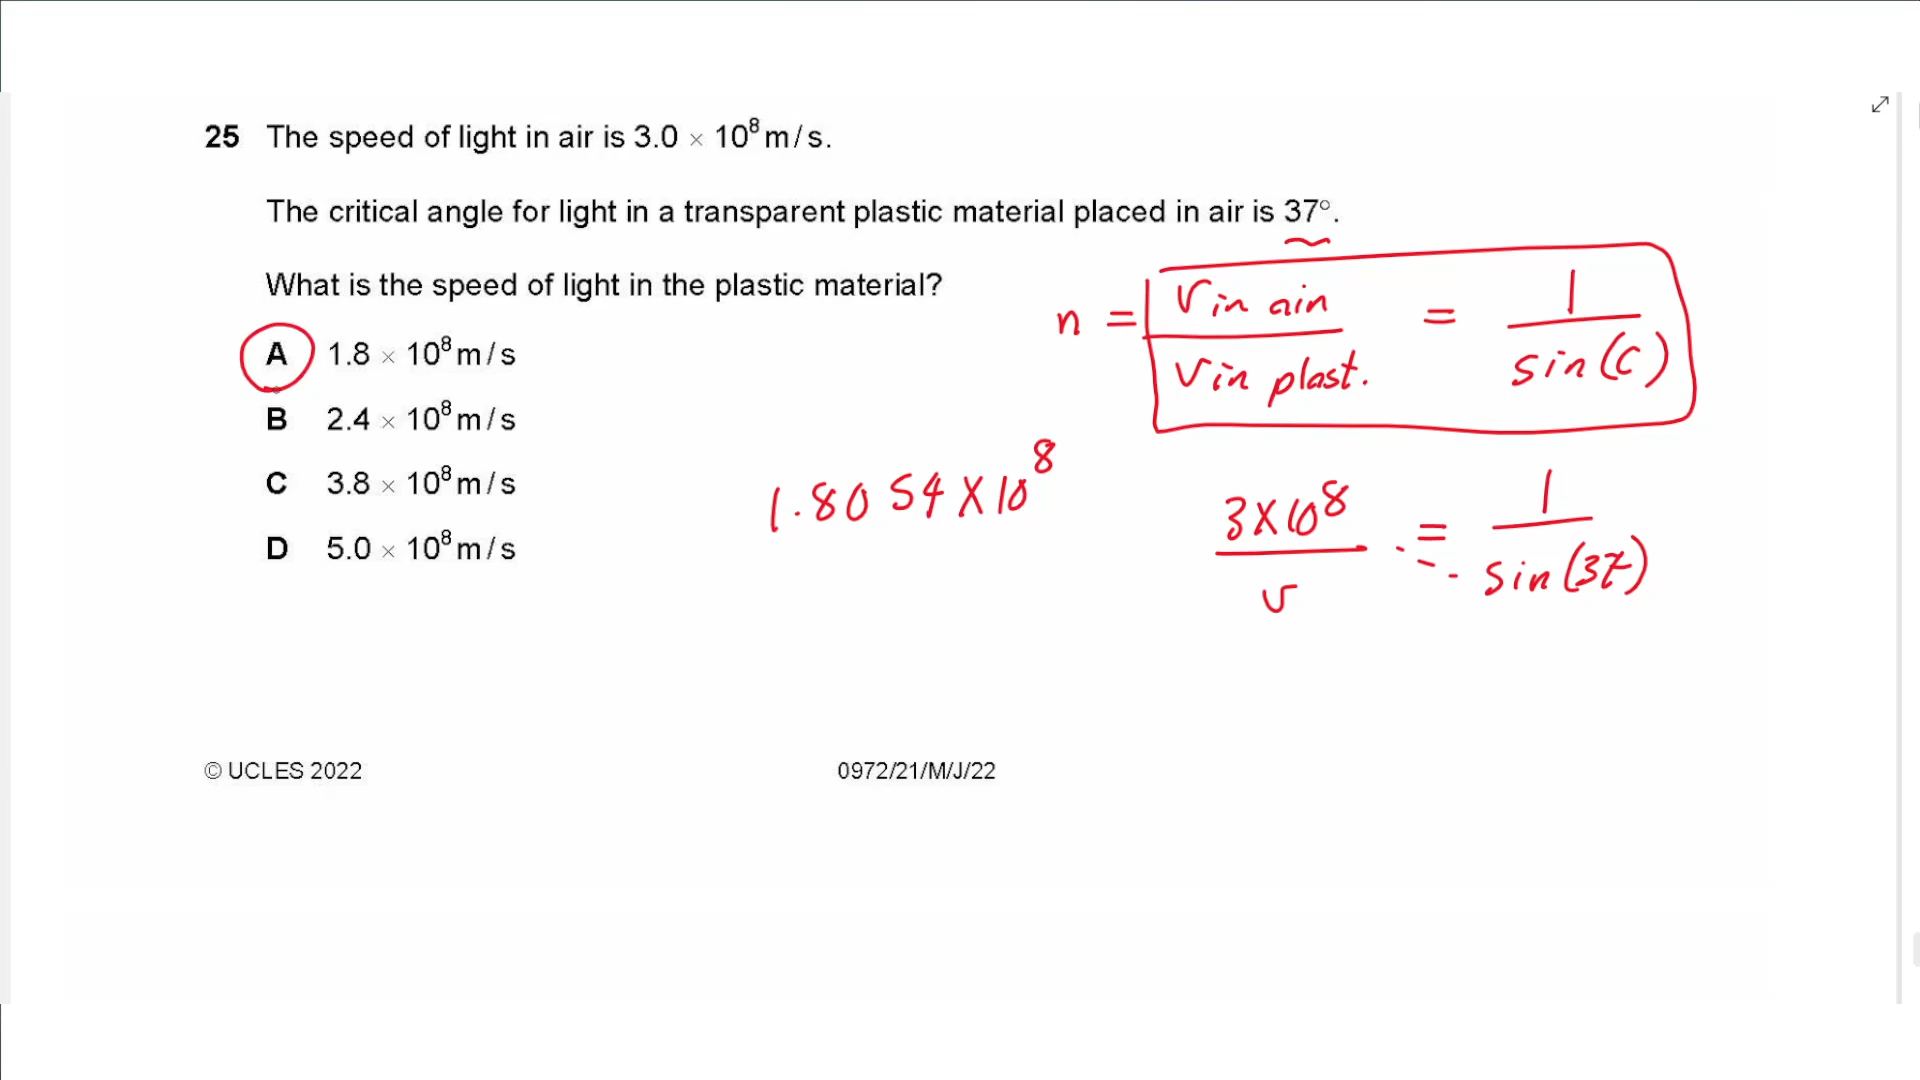 25 The speed of light in air is 3.0 × 10⁸ m/s.
The critical angle for light in a transparent plastic material placed in air is 37°.
What is the speed of light in the plastic material?
A 1.8 × 10⁸ m/s
B 2.4 × 10⁸ m/s
C 3.8 × 10⁸ m/s
D 5.0 × 10⁸ m/s
n = v in air / v in plast. = 1 / sin(c)
1.8054 X 10⁸
3X10⁸ / v = 1 / sin(37)
© UCLES 2022
0972/21/M/J/22